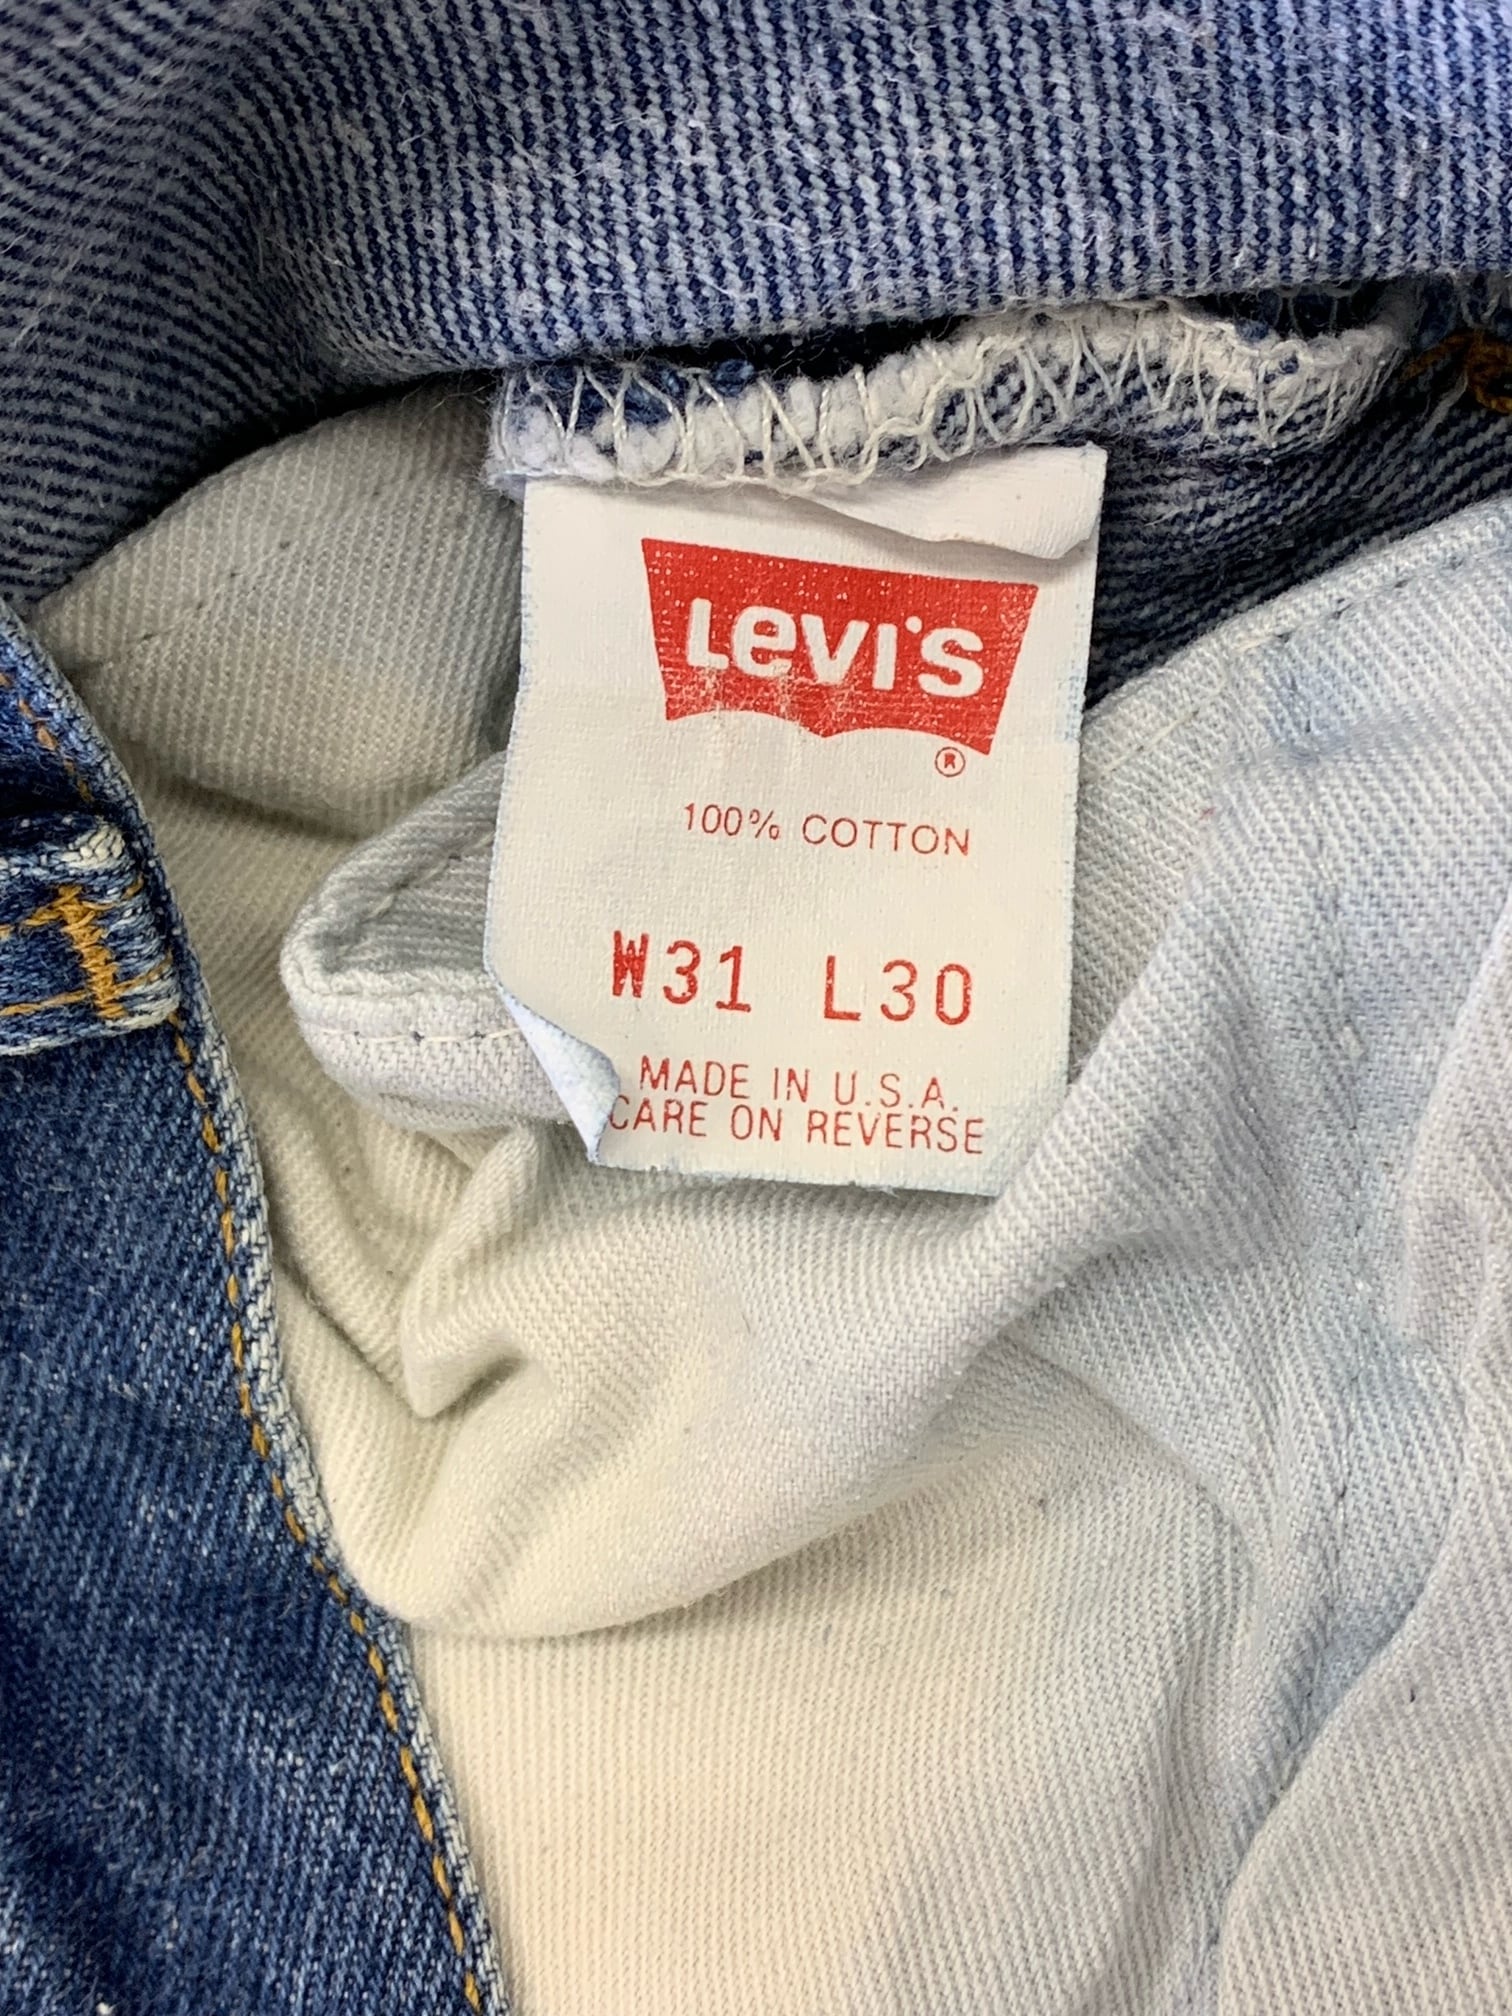 Levi's
®
100% COTTON
W31 L30
MADE IN U.S.A.
CARE ON REVERSE